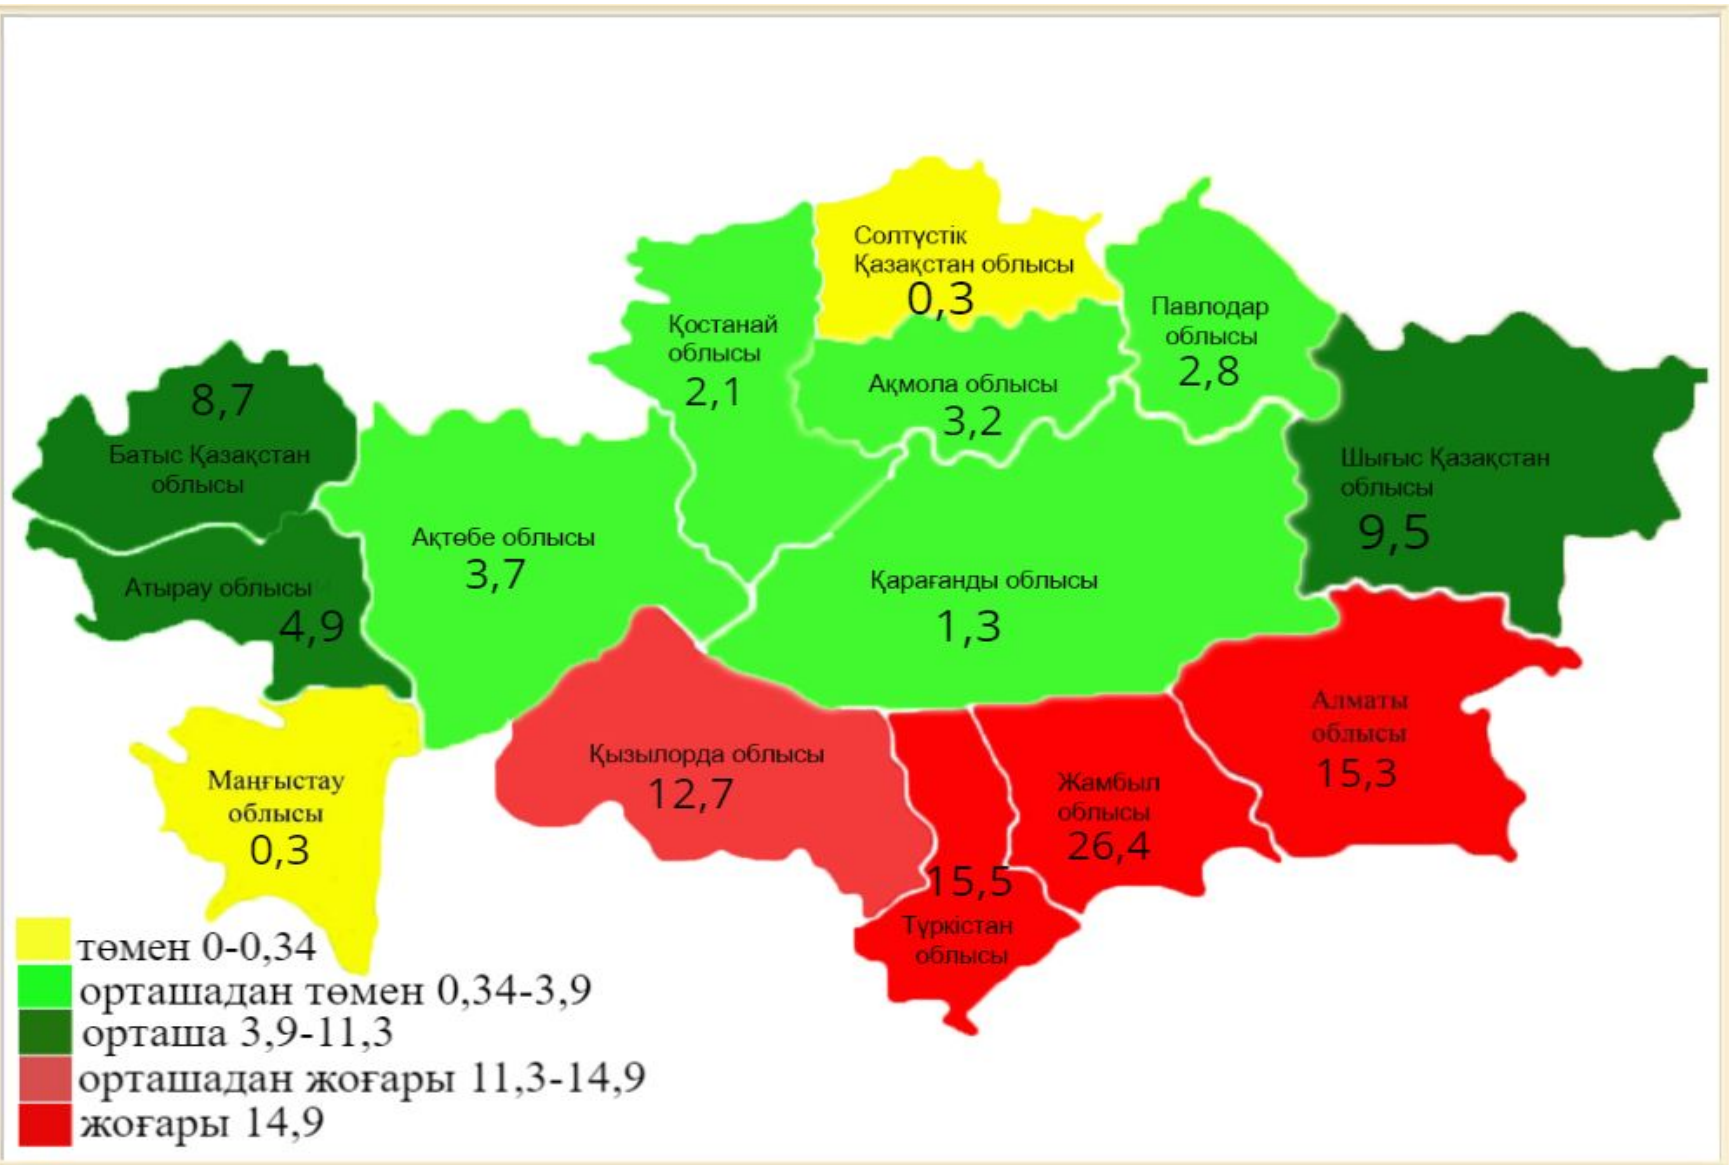 Солтүстік
Қазақстан облысы
0,3
Павлодар
облысы
2,8
Қостанай
облысы
2,1
Ақмола облысы
3,2
8,7
Батыс Қазақстан
облысы
Шығыс Қазақстан
облысы
9,5
Ақтөбе облысы
3,7
Атырау облысы
4,9
Қарағанды облысы
1,3
Алматы
облысы
15,3
Қызылорда облысы
12,7
Жамбыл
облысы
26,4
Маңғыстау
облысы
0,3
15,5
Түркістан
облысы
төмен 0-0,34
орташадан төмен 0,34-3,9
орташа 3,9-11,3
орташадан жоғары 11,3-14,9
жоғары 14,9